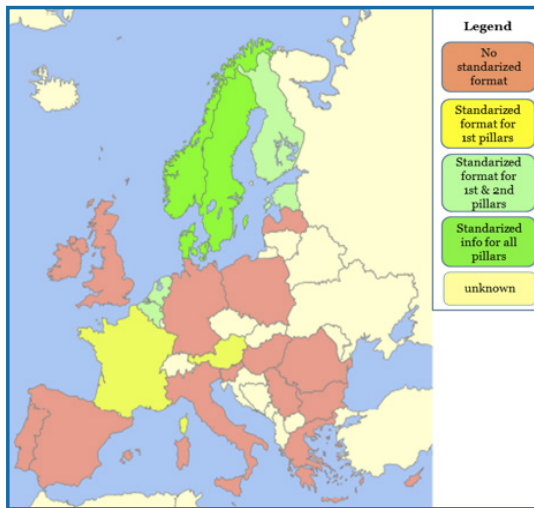 Legend
No
standarized
format
Standarized
format for
1st pillars
Standarized
format for
1st & 2nd
pillars
Standarized
info for all
pillars
unknown